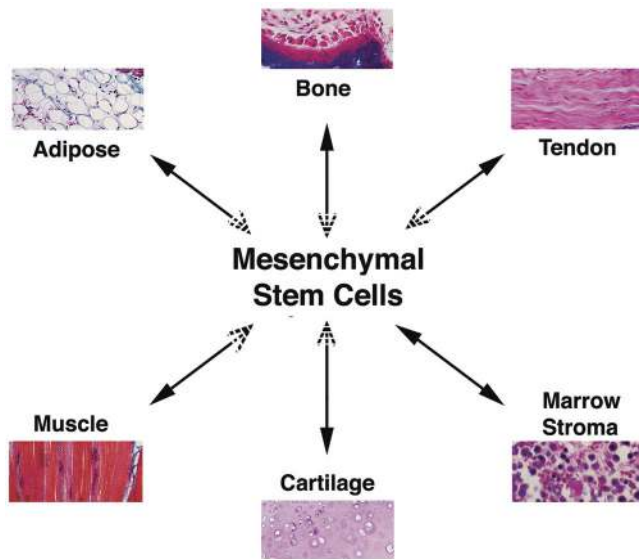 Bone
Adipose
Tendon
Mesenchymal
Stem Cells
Muscle
Marrow
Stroma
Cartilage